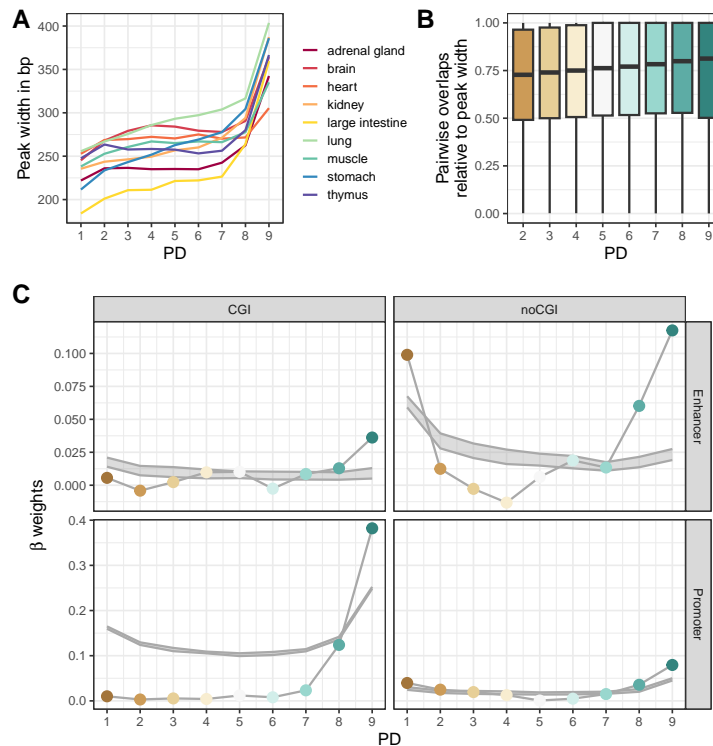 A
Peak width in bp
400
350
300
250
200
1 2 3 4 5 6 7 8 9
PD
adrenal gland
brain
heart
kidney
large intestine
lung
muscle
stomach
thymus
B
Pairwise overlaps
relative to peak width
1.00
0.75
0.50
0.25
0.00
2 3 4 5 6 7 8 9
PD
C
CGI
noCGI
β weights
0.100
0.075
0.050
0.025
0.000
Enhancer
0.4
0.3
0.2
0.1
0.0
Promoter
1 2 3 4 5 6 7 8 9
1 2 3 4 5 6 7 8 9
PD